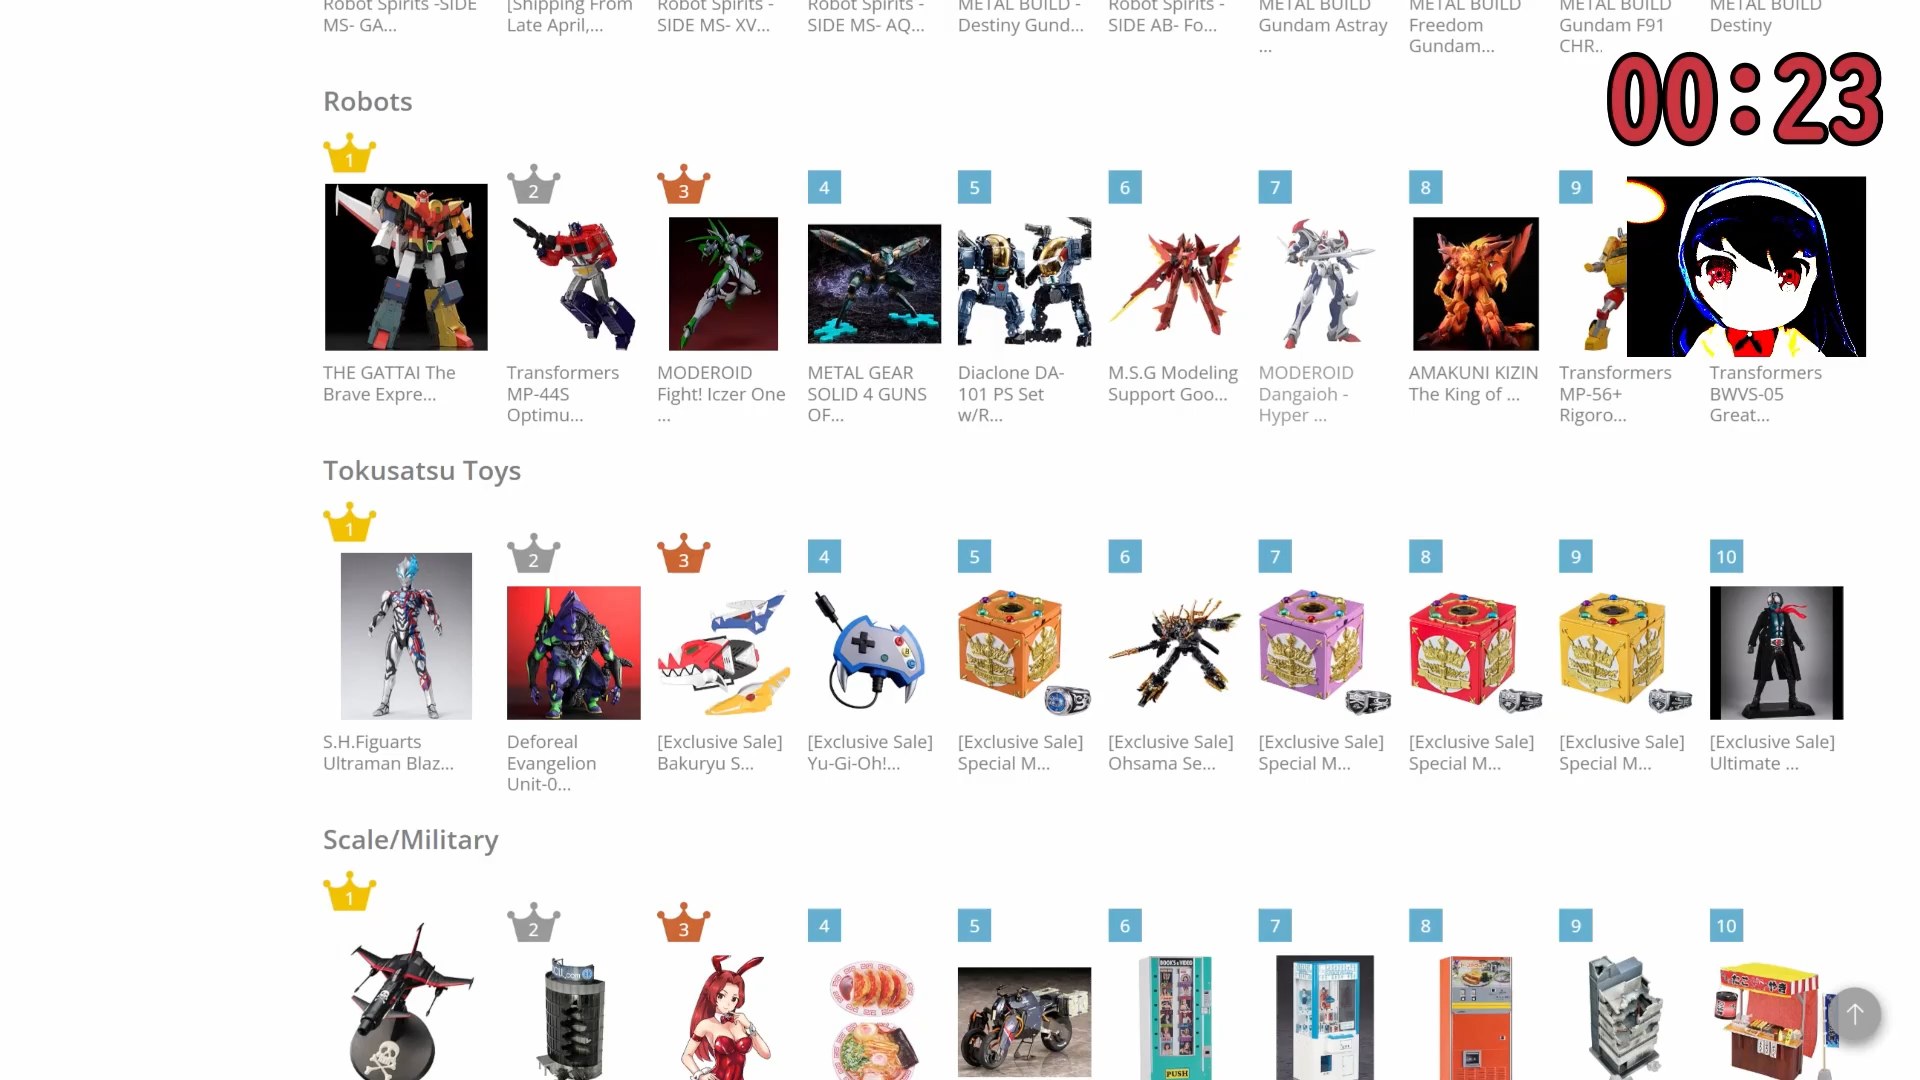 Robot Spirits -SIDE MS- GA...
[Shipping From Late April,...
Robot Spirits -
SIDE MS- XV...
Robot Spirits -
SIDE MS- AQ...
METAL BUILD -
Destiny Gund...
Robot Spirits -
SIDE AB- Fo...
METAL BUILD
Gundam Astray
...
METAL BUILD
Freedom
Gundam...
METAL BUILD
Gundam F91
CHR..
METAL BUILD
Destiny
00:23
Robots
1
2
3
4
5
6
7
8
9
THE GATTAI The
Brave Expre...
Transformers
MP-44S
Optimu...
MODEROID
Fight! Iczer One
...
METAL GEAR
SOLID 4 GUNS
OF...
Diaclone DA-
101 PS Set
w/R...
M.S.G Modeling
Support Goo...
MODEROID
Dangaioh -
Hyper ...
AMAKUNI KIZIN
The King of ...
Transformers
MP-56+
Rigoro...
Transformers
BWVS-05
Great...
Tokusatsu Toys
1
2
3
4
5
6
7
8
9
10
S.H.Figuarts
Ultraman Blaz...
Deforeal
Evangelion
Unit-0...
[Exclusive Sale]
Bakuryu S...
[Exclusive Sale]
Yu-Gi-Oh!...
[Exclusive Sale]
Special M...
[Exclusive Sale]
Ohsama Se...
[Exclusive Sale]
Special M...
[Exclusive Sale]
Special M...
[Exclusive Sale]
Special M...
[Exclusive Sale]
Ultimate ...
Scale/Military
1
2
3
4
5
6
7
8
9
10
BOOK'S & VIDEO
PUSH